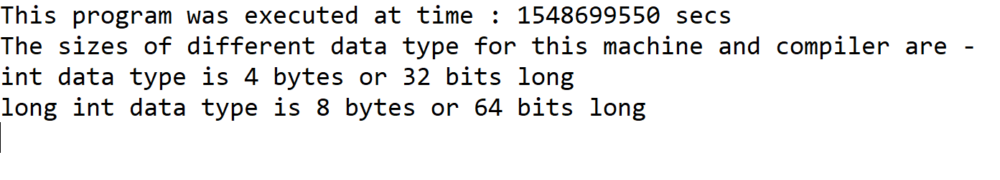 This program was executed at time : 1548699550 secs
The sizes of different data type for this machine and compiler are -
int data type is 4 bytes or 32 bits long
long int data type is 8 bytes or 64 bits long